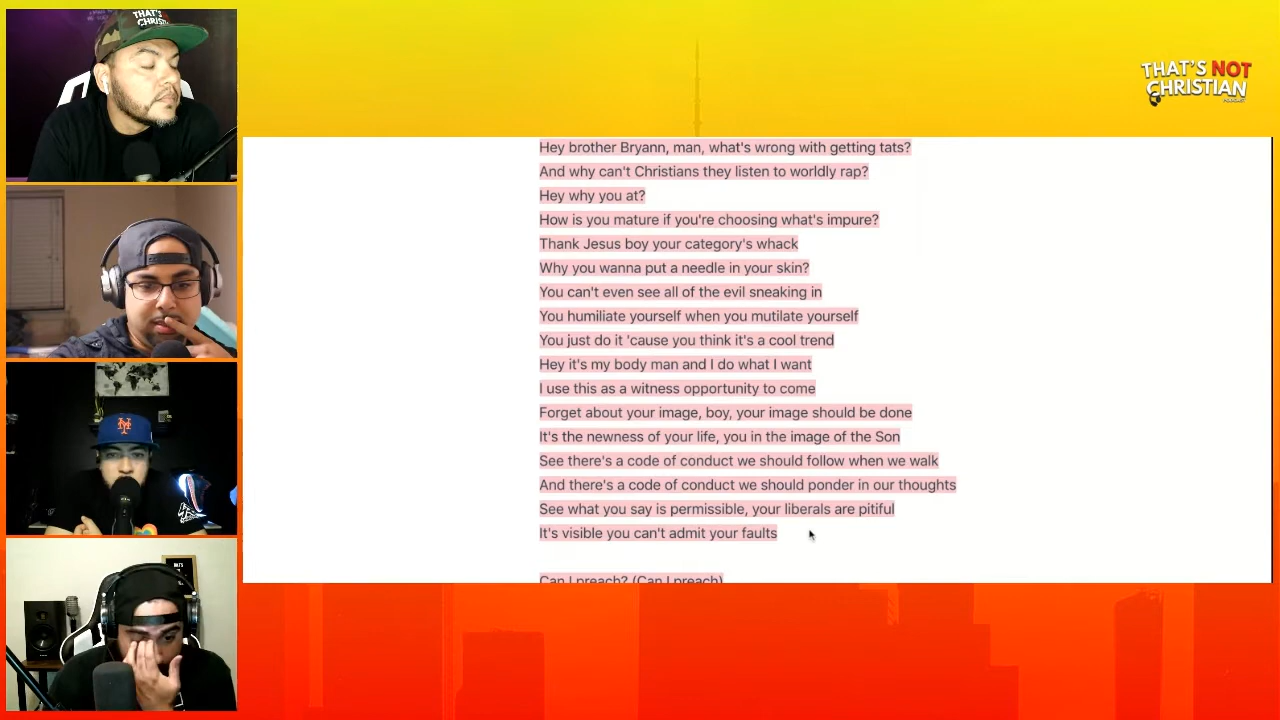 THAT'S
CHRIST
THAT'S NOT
CHRISTIAN
PODCAST
Hey brother Bryann, man, what's wrong with getting tats?
And why can't Christians they listen to worldly rap?
Hey why you at?
How is you mature if you're choosing what's impure?
Thank Jesus boy your category's whack
Why you wanna put a needle in your skin?
You can't even see all of the evil sneaking in
You humiliate yourself when you mutilate yourself
You just do it 'cause you think it's a cool trend
Hey it's my body man and I do what I want
I use this as a witness opportunity to come
Forget about your image, boy, your image should be done
It's the newness of your life, you in the image of the Son
See there's a code of conduct we should follow when we walk
And there's a code of conduct we should ponder in our thoughts
See what you say is permissible, your liberals are pitiful
It's visible you can't admit your faults
Can I preach? (Can I preach)